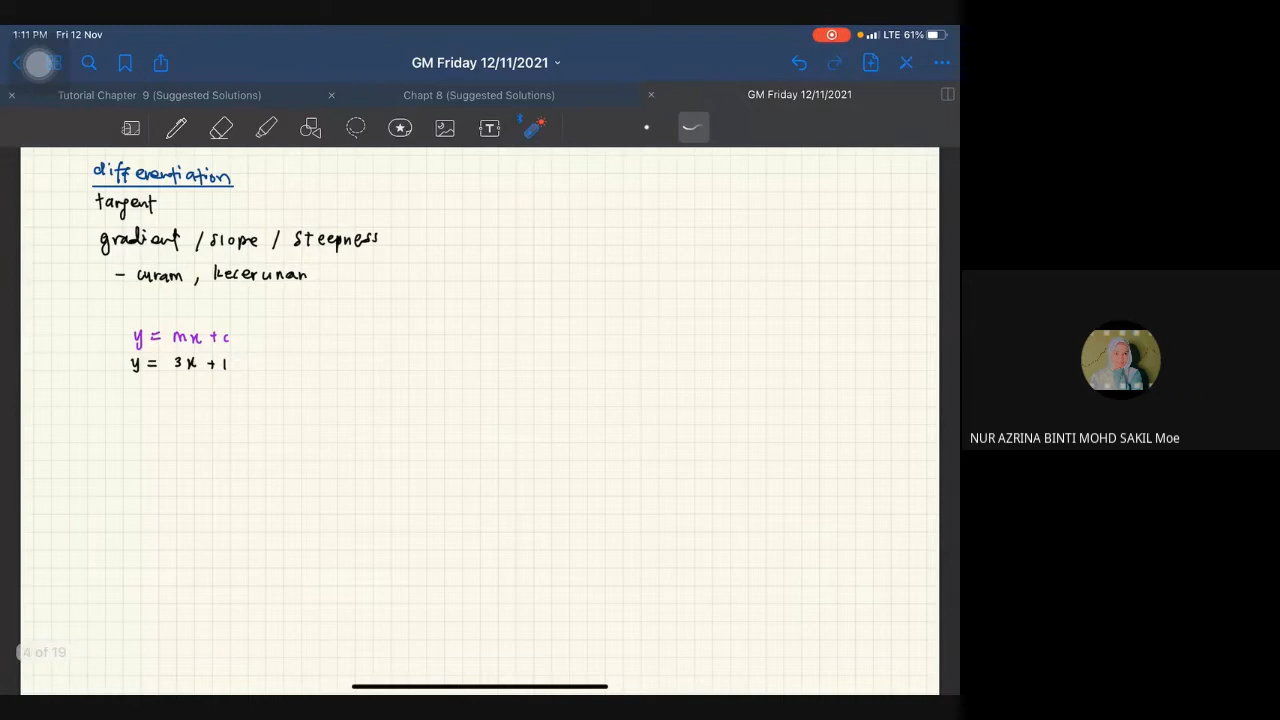 1:11 PM Fri 12 Nov
LTE 61%
GM Friday 12/11/2021
Tutorial Chapter 9 (Suggested Solutions)
Chapt 8 (Suggested Solutions)
GM Friday 12/11/2021
differentiation
tangent
gradient / slope / steepness
- curam, kecerunan
y = mx + c
y = 3x + 1
4 of 19
NUR AZRINA BINTI MOHD SAKIL Moe